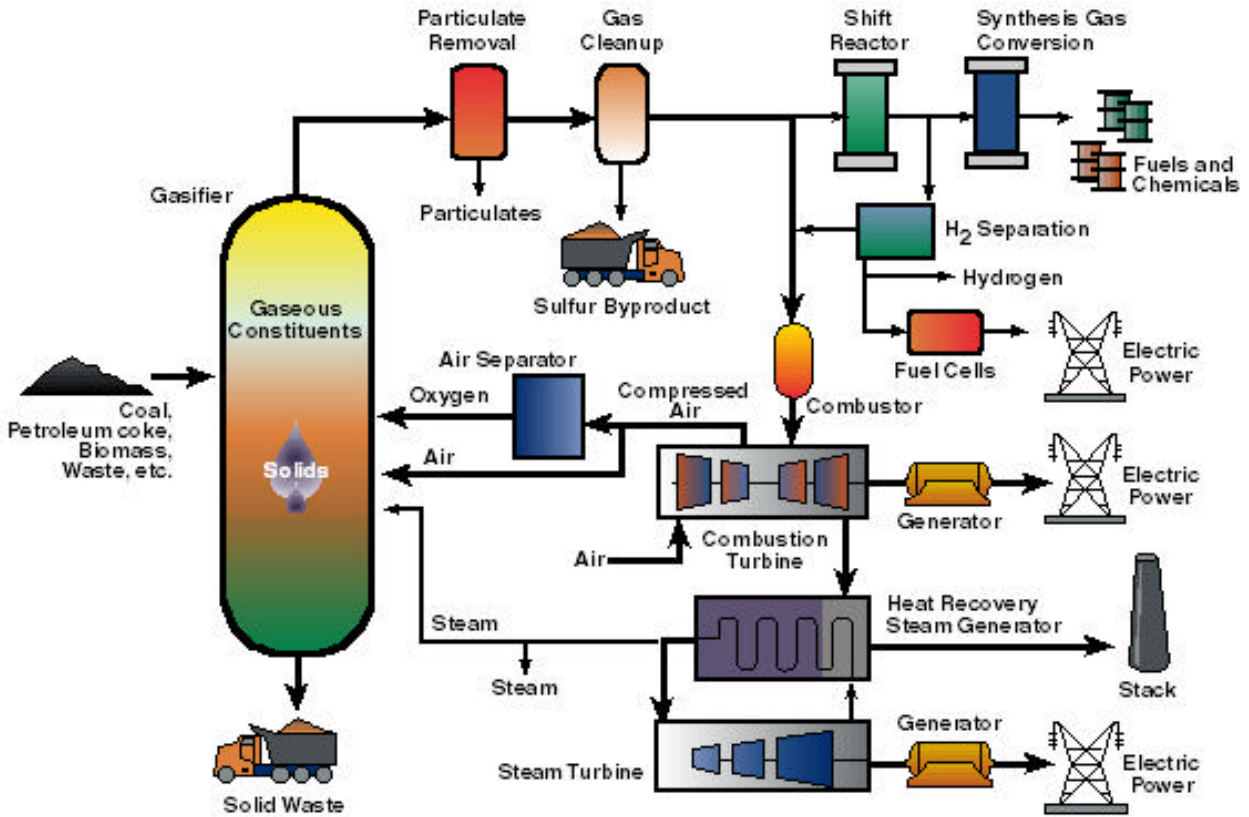 Particulate
Removal
Gas
Cleanup
Shift
Reactor
Synthesis Gas
Conversion
Gasifier
Particulates
Sulfur Byproduct
Fuels and
Chemicals
H2 Separation
Hydrogen
Fuel Cells
Electric
Power
Gaseous
Constituents
Solids
Coal,
Petroleum coke,
Biomass,
Waste, etc.
Air Separator
Oxygen
Compressed
Air
Air
Combustor
Combustion
Turbine
Air
Generator
Electric
Power
Heat Recovery
Steam Generator
Stack
Steam
Steam
Steam Turbine
Generator
Electric
Power
Solid Waste